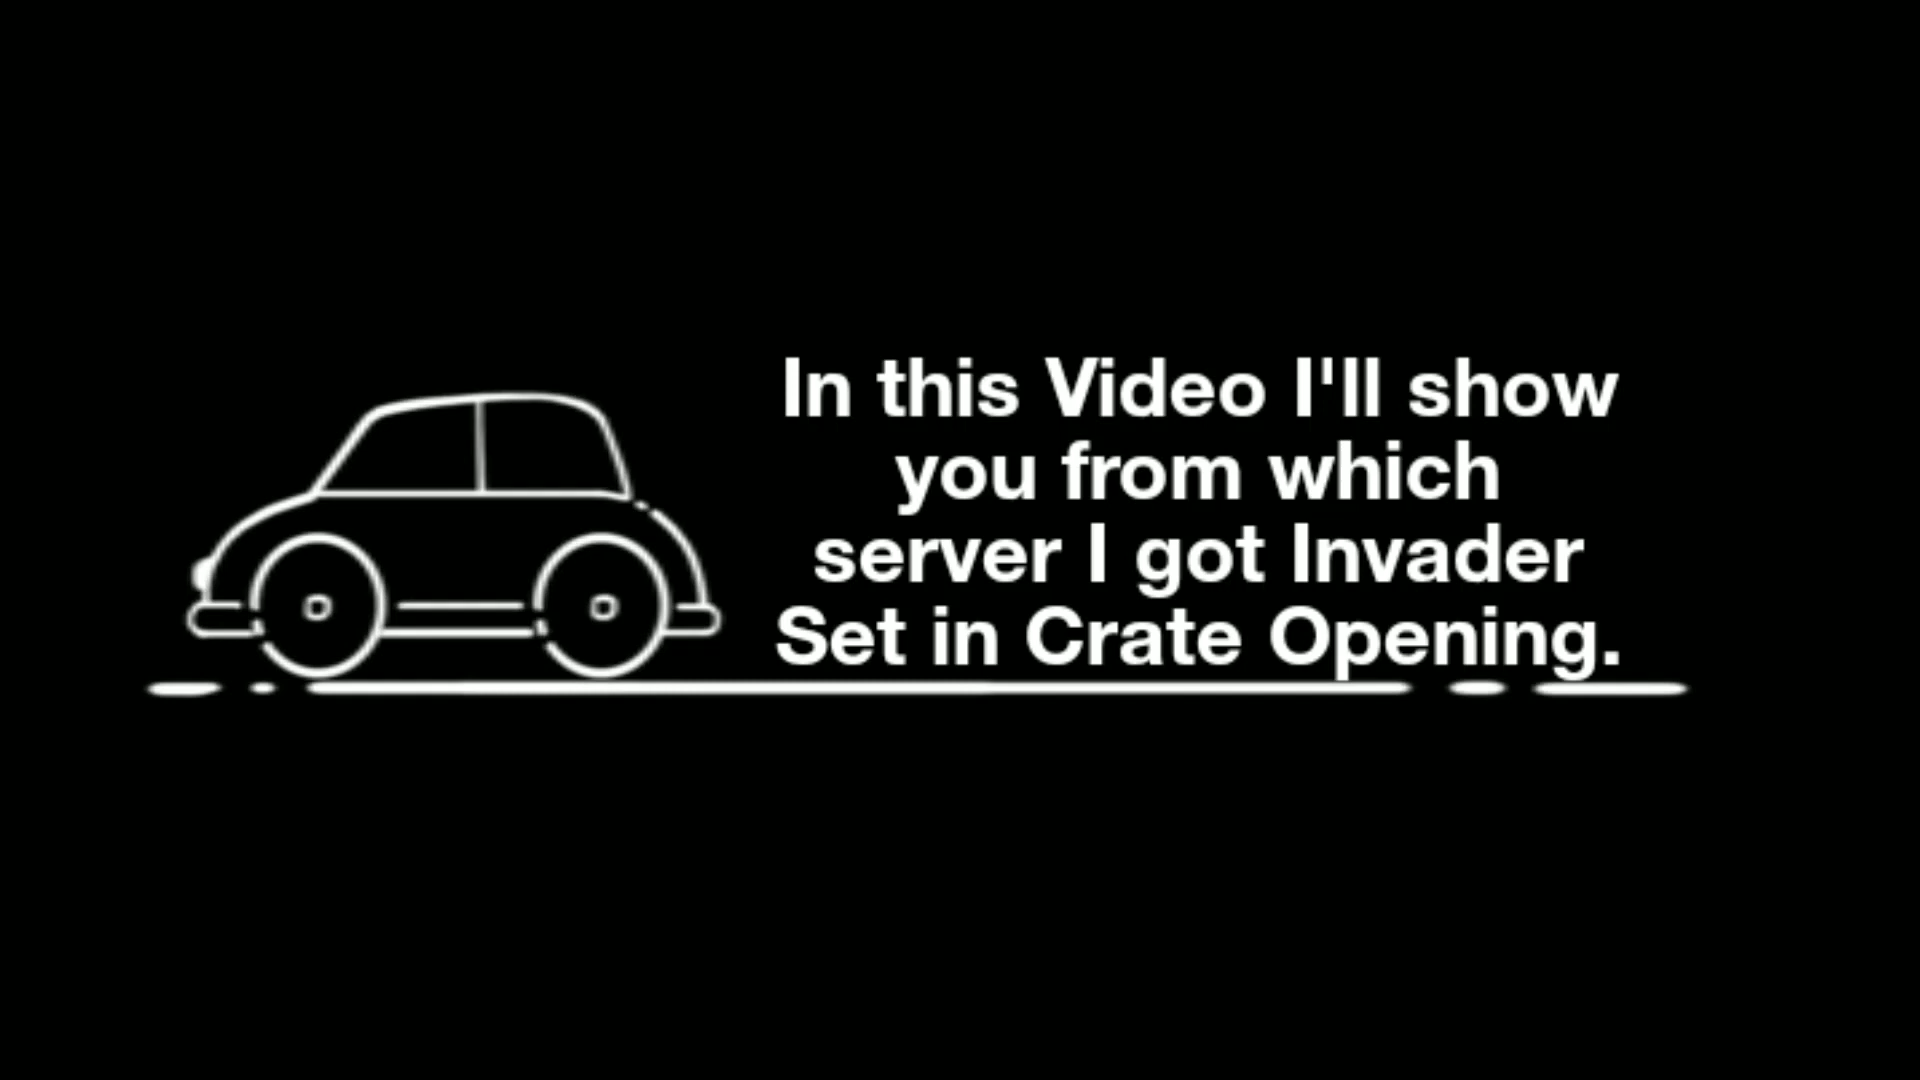 In this Video I'll show
you from which
server I got Invader
Set in Crate Opening.